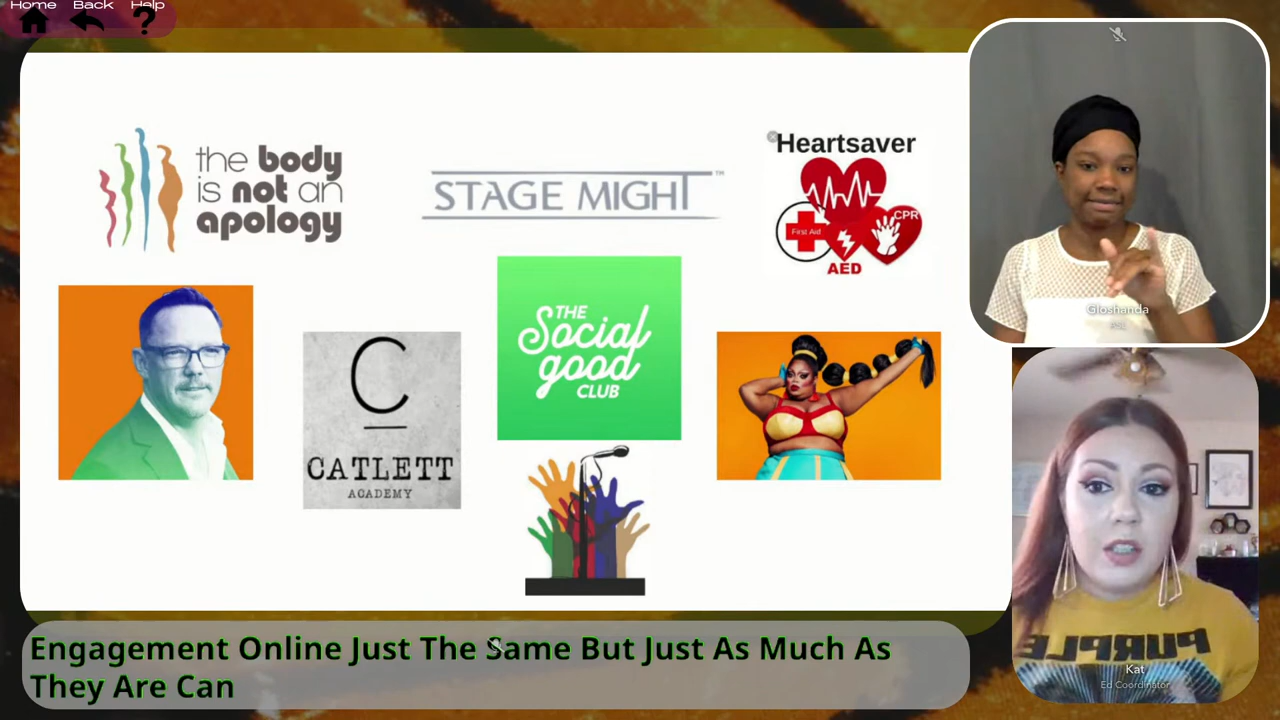 Home Back Help
?
the body
is not an
apology
STAGE MIGHT™
Heartsaver
First Aid
CPR
AED
C
CATLETT
ACADEMY
THE
Social
good
CLUB
Gloshanda
ASL
PURPLE
Kat
Ed Coordinator
Engagement Online Just The Same But Just As Much As
They Are Can